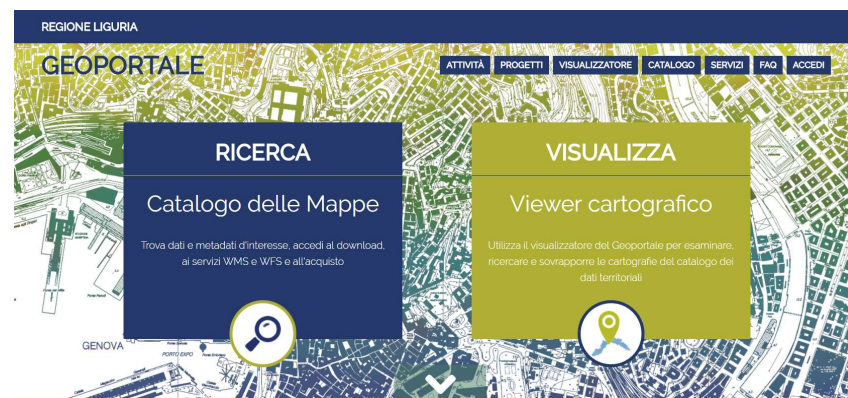 REGIONE LIGURIA
GEOPORTALE
ATTIVITÀ PROGETTI VISUALIZZATORE CATALOGO SERVIZI FAQ ACCEDI
RICERCA
Catalogo delle Mappe
Trova dati e metadati d'interesse, accedi al download,
ai servizi WMS e WFS e all'acquisto
VISUALIZZA
Viewer cartografico
Utilizza il visualizzatore del Geoportale per esaminare,
ricercare e sovrapporre le cartografie del catalogo dei
dati territoriali
GENOVA
PORTO EXPO